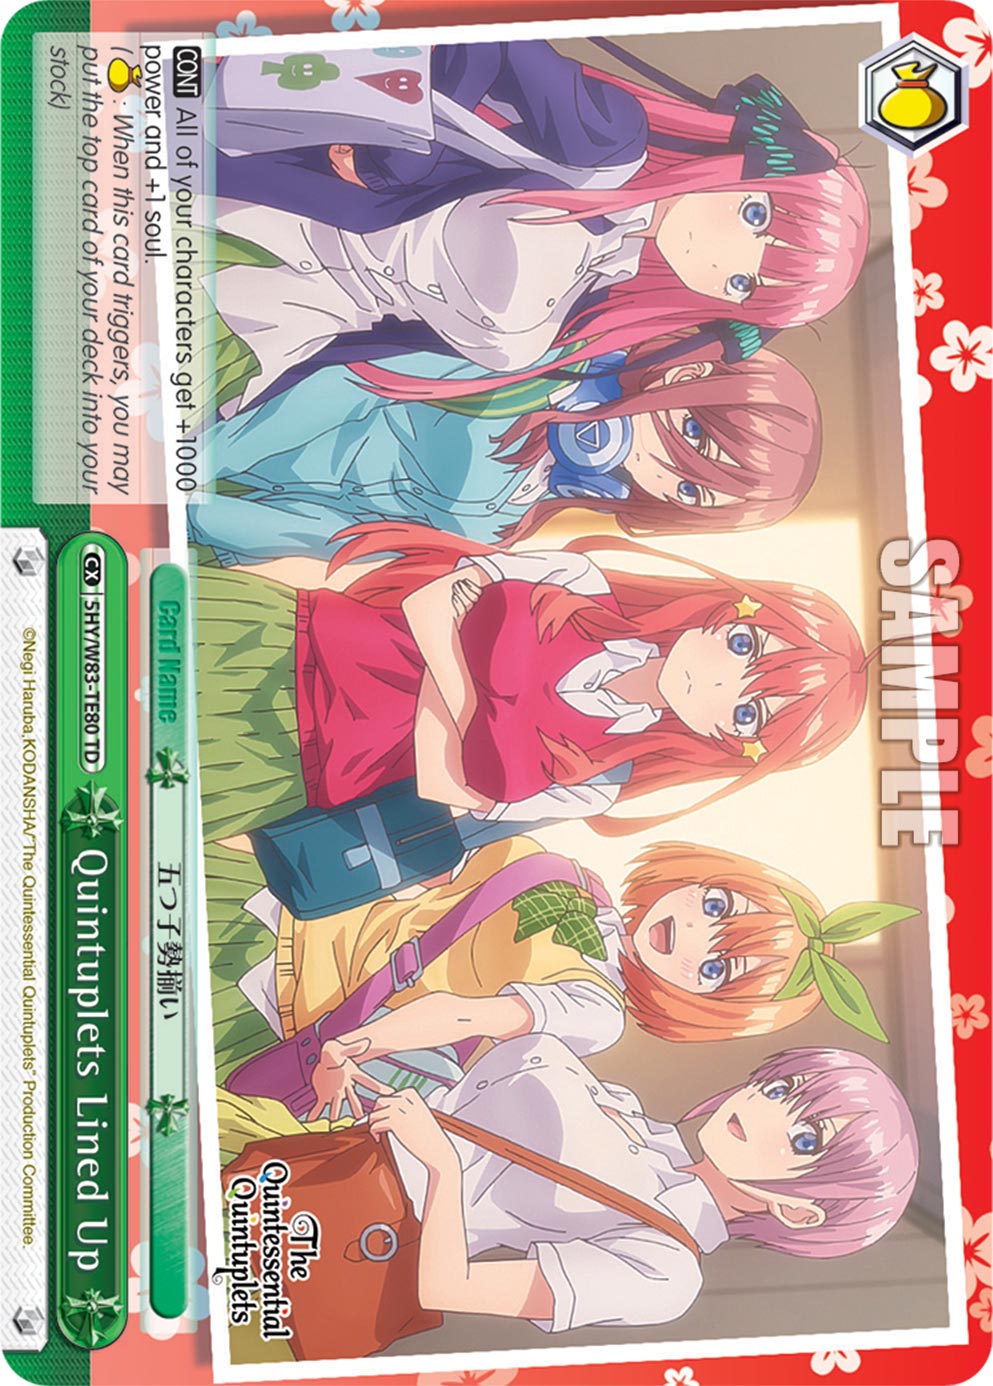 CONT All of your characters get +1000
power and +1 soul.
( : When this card triggers, you may
put the top card of your deck into your
stock)
SAMPLE
The
Quintessential
Quintuplets
Card Name 五つ子勢揃い
CX 5HY/W83-TE80 TD Quintuplets Lined Up
©Negi Haruba,KODANSHA/"The Quintessential Quintuplets" Production Committee.